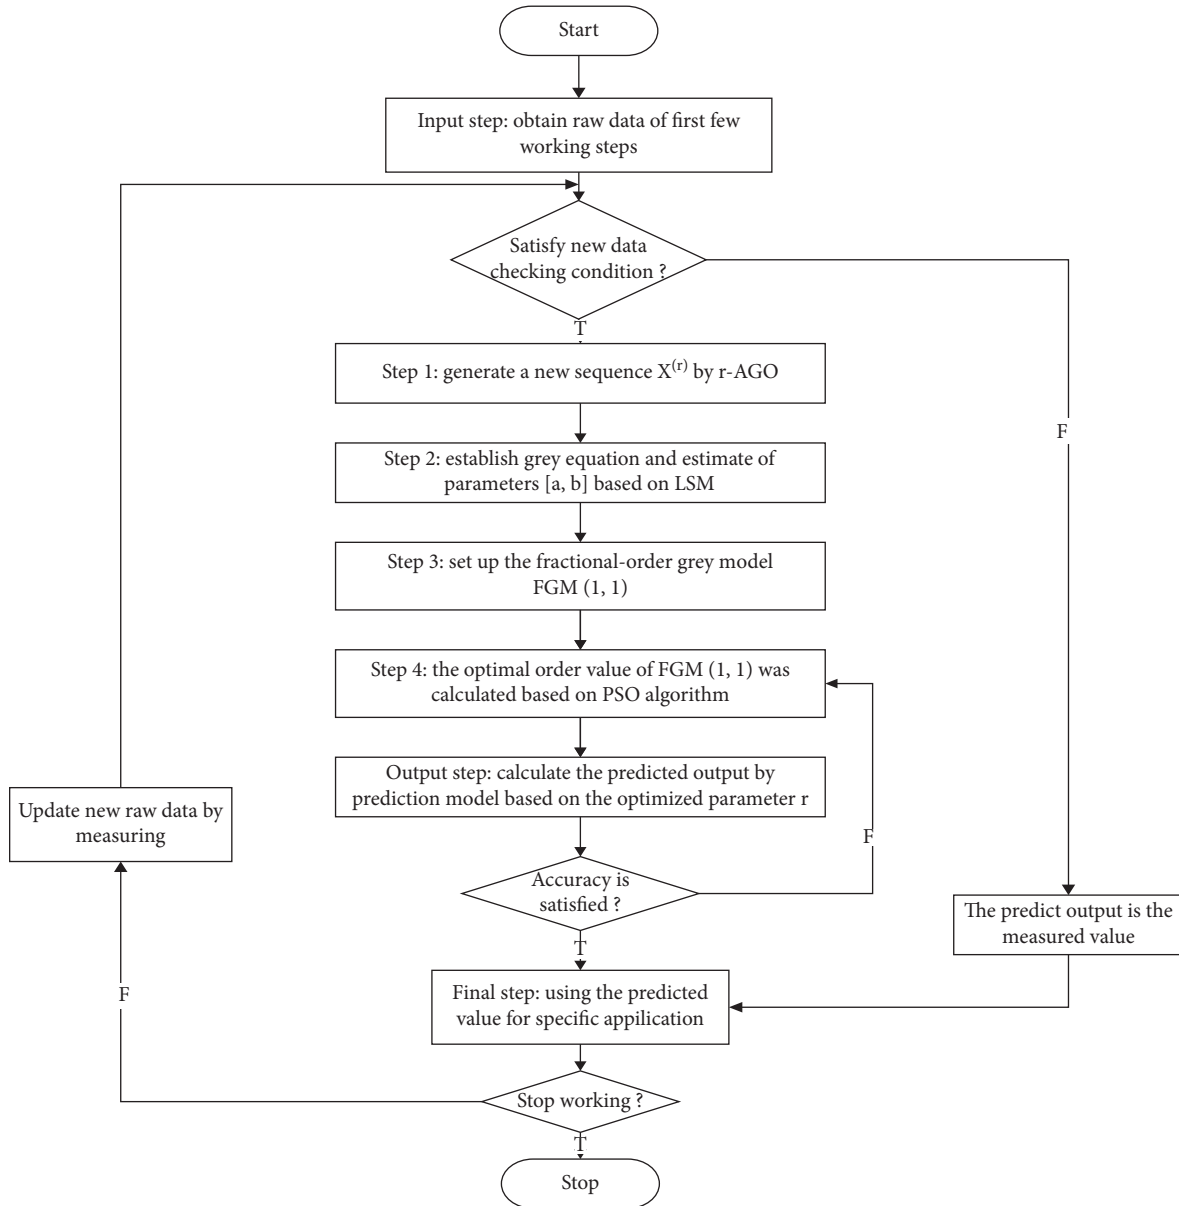 Start
Input step: obtain raw data of first few
working steps
Satisfy new data
checking condition ?
T
Step 1: generate a new sequence X^(r) by r-AGO
F
Step 2: establish grey equation and estimate of
parameters [a, b] based on LSM
Step 3: set up the fractional-order grey model
FGM (1, 1)
Step 4: the optimal order value of FGM (1, 1) was
calculated based on PSO algorithm
Output step: calculate the predicted output by
prediction model based on the optimized parameter r
Update new raw data by
measuring
F
Accuracy is
satisfied ?
The predict output is the
measured value
T
Final step: using the predicted
value for specific appilication
F
Stop working ?
T
Stop